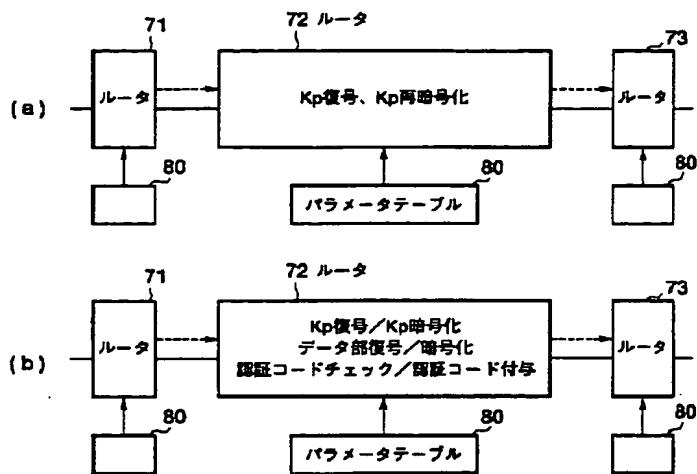 71
72 ルータ
73
(a)
ルータ
Kp復号、Kp再暗号化
ルータ
80
80
80
パラメータテーブル
71
72 ルータ
73
(b)
ルータ
Kp復号／Kp暗号化
データ部復号／暗号化
認証コードチェック／認証コード付与
ルータ
80
80
80
パラメータテーブル